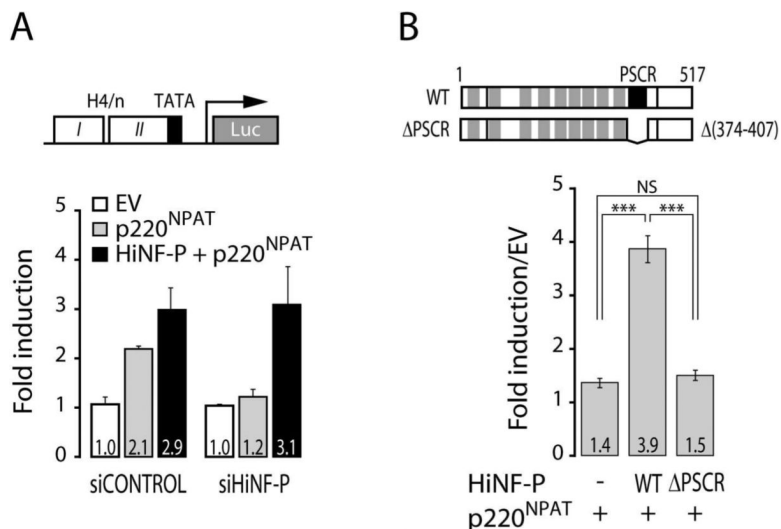 A
H4/n TATA
I II Luc
EV
p220NPAT
HiNF-P + p220NPAT
Fold induction
5
4
3
2
1
0
1.0 2.1 2.9 1.0 1.2 3.1
siCONTROL siHiNF-P
B
1 PSCR 517
WT
ΔPSCR Δ(374-407)
NS
*** ***
Fold induction/EV
5
4
3
2
1
0
1.4 3.9 1.5
HiNF-P - WT ΔPSCR
p220NPAT + + +